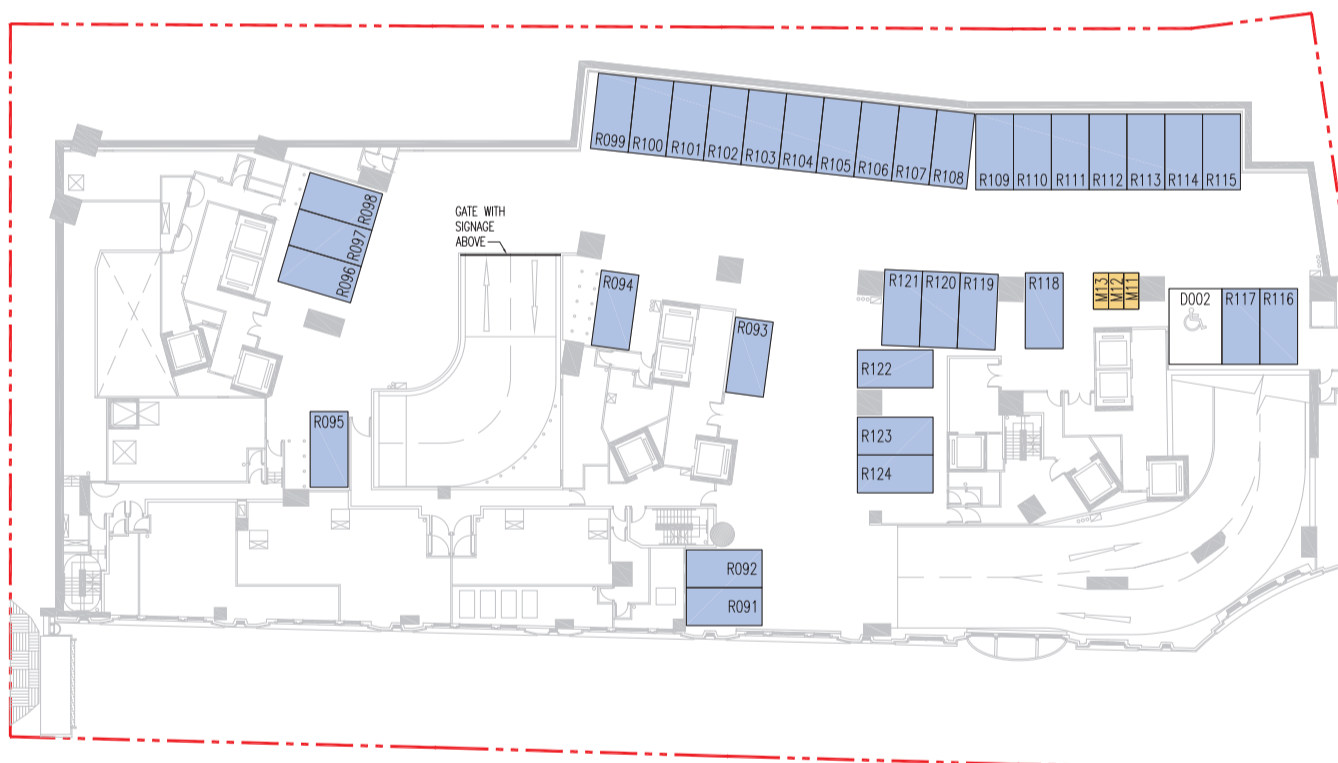 R099
R100
R101
R102
R103
R104
R105
R106
R107
R108
R109
R110
R111
R112
R113
R114
R115
R098
R097
R096
GATE WITH
SIGNAGE
ABOVE
R094
R093
R121
R120
R119
R118
M13
M12
M11
D002
R117
R116
R122
R095
R123
R124
R092
R091